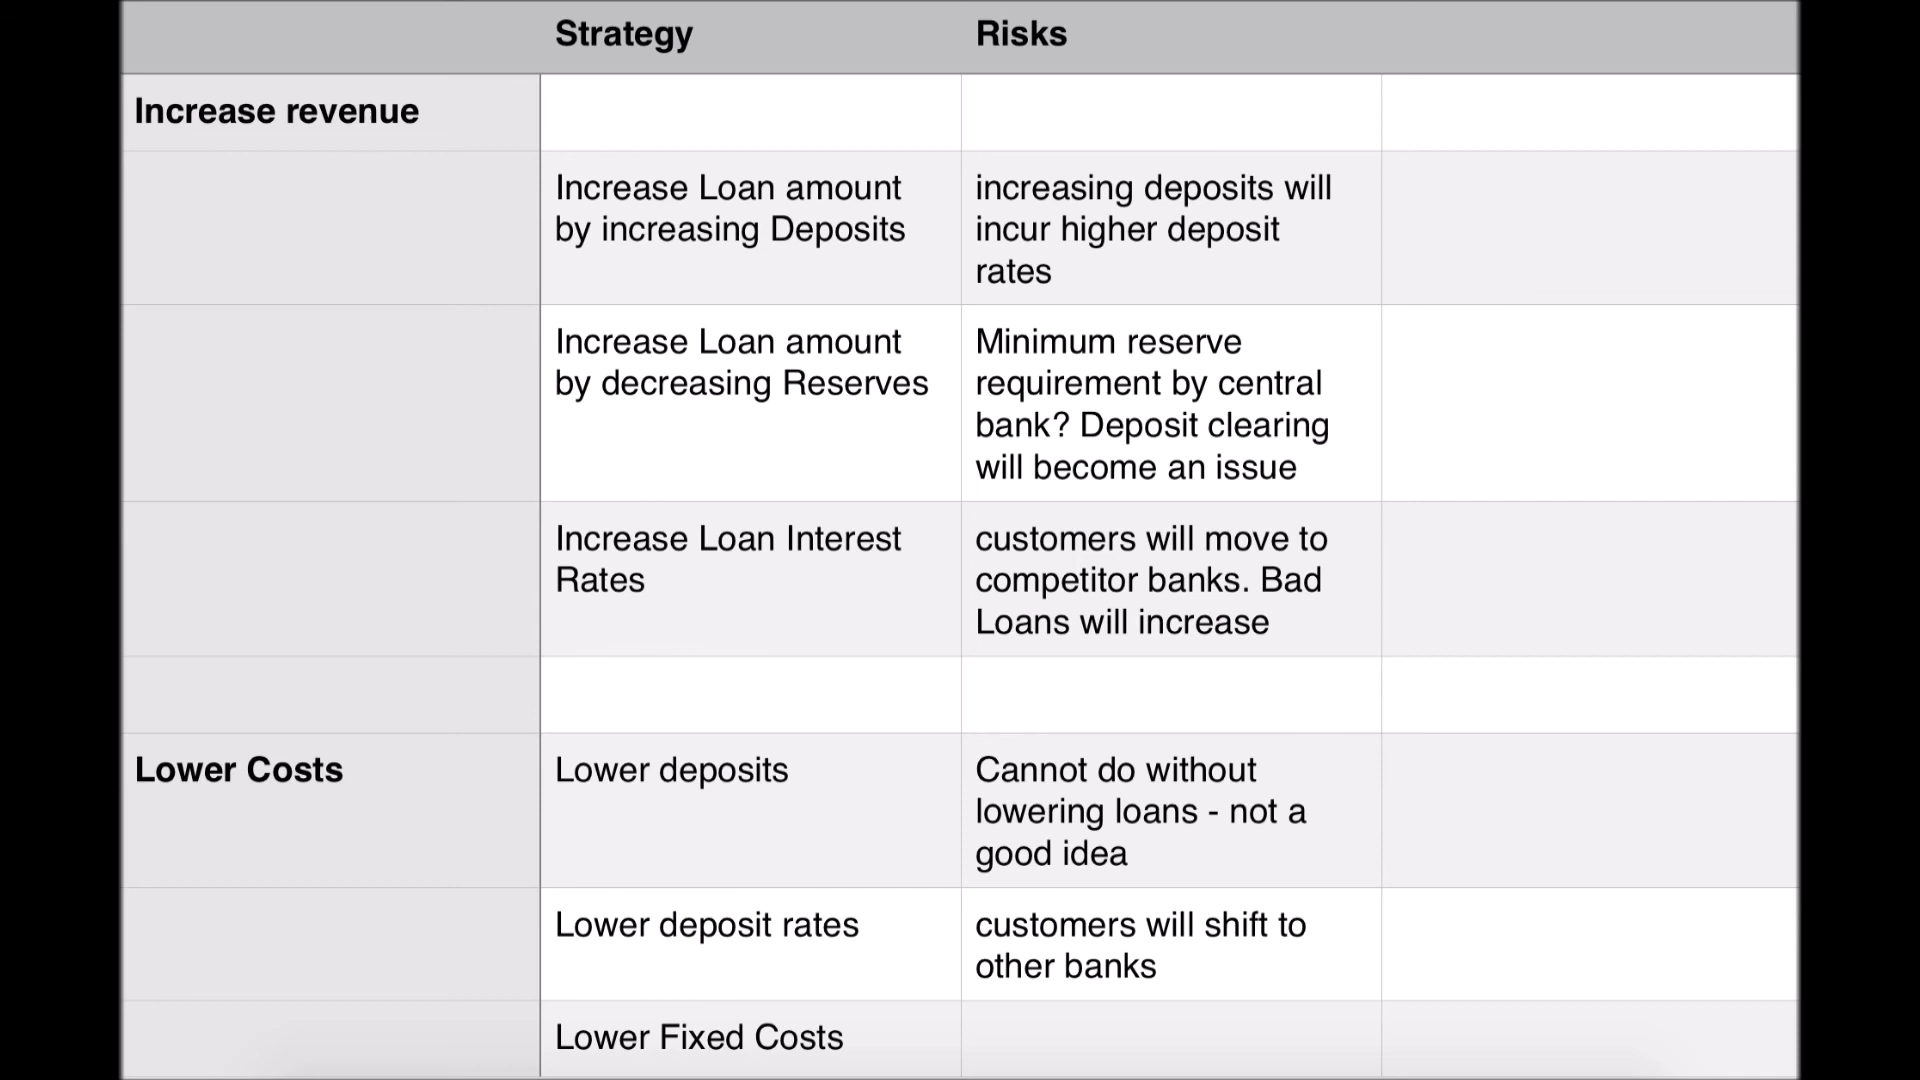 Strategy Risks
Increase revenue
Increase Loan amount
by increasing Deposits
increasing deposits will
incur higher deposit
rates
Increase Loan amount
by decreasing Reserves
Minimum reserve
requirement by central
bank? Deposit clearing
will become an issue
Increase Loan Interest
Rates
customers will move to
competitor banks. Bad
Loans will increase
Lower Costs
Lower deposits
Cannot do without
lowering loans - not a
good idea
Lower deposit rates
customers will shift to
other banks
Lower Fixed Costs